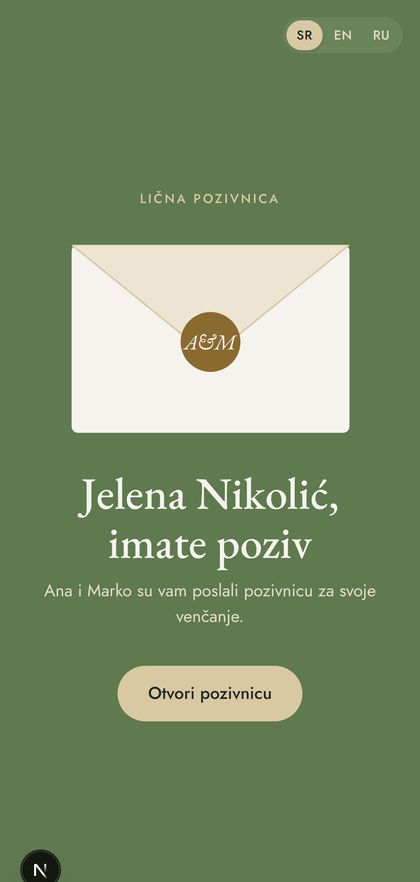 SR EN RU
LIČNA POZIVNICA
A&M
Jelena Nikolić,
imate poziv
Ana i Marko su vam poslali pozivnicu za svoje
venčanje.
Otvori pozivnicu
N